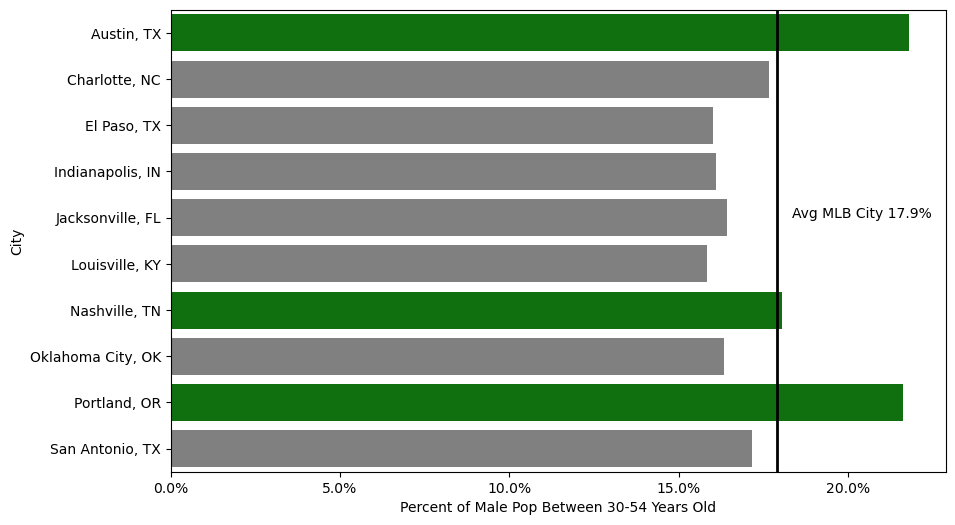 City
Austin, TX
Charlotte, NC
El Paso, TX
Indianapolis, IN
Jacksonville, FL
Louisville, KY
Nashville, TN
Oklahoma City, OK
Portland, OR
San Antonio, TX
Avg MLB City 17.9%
0.0% 5.0% 10.0% 15.0% 20.0%
Percent of Male Pop Between 30-54 Years Old